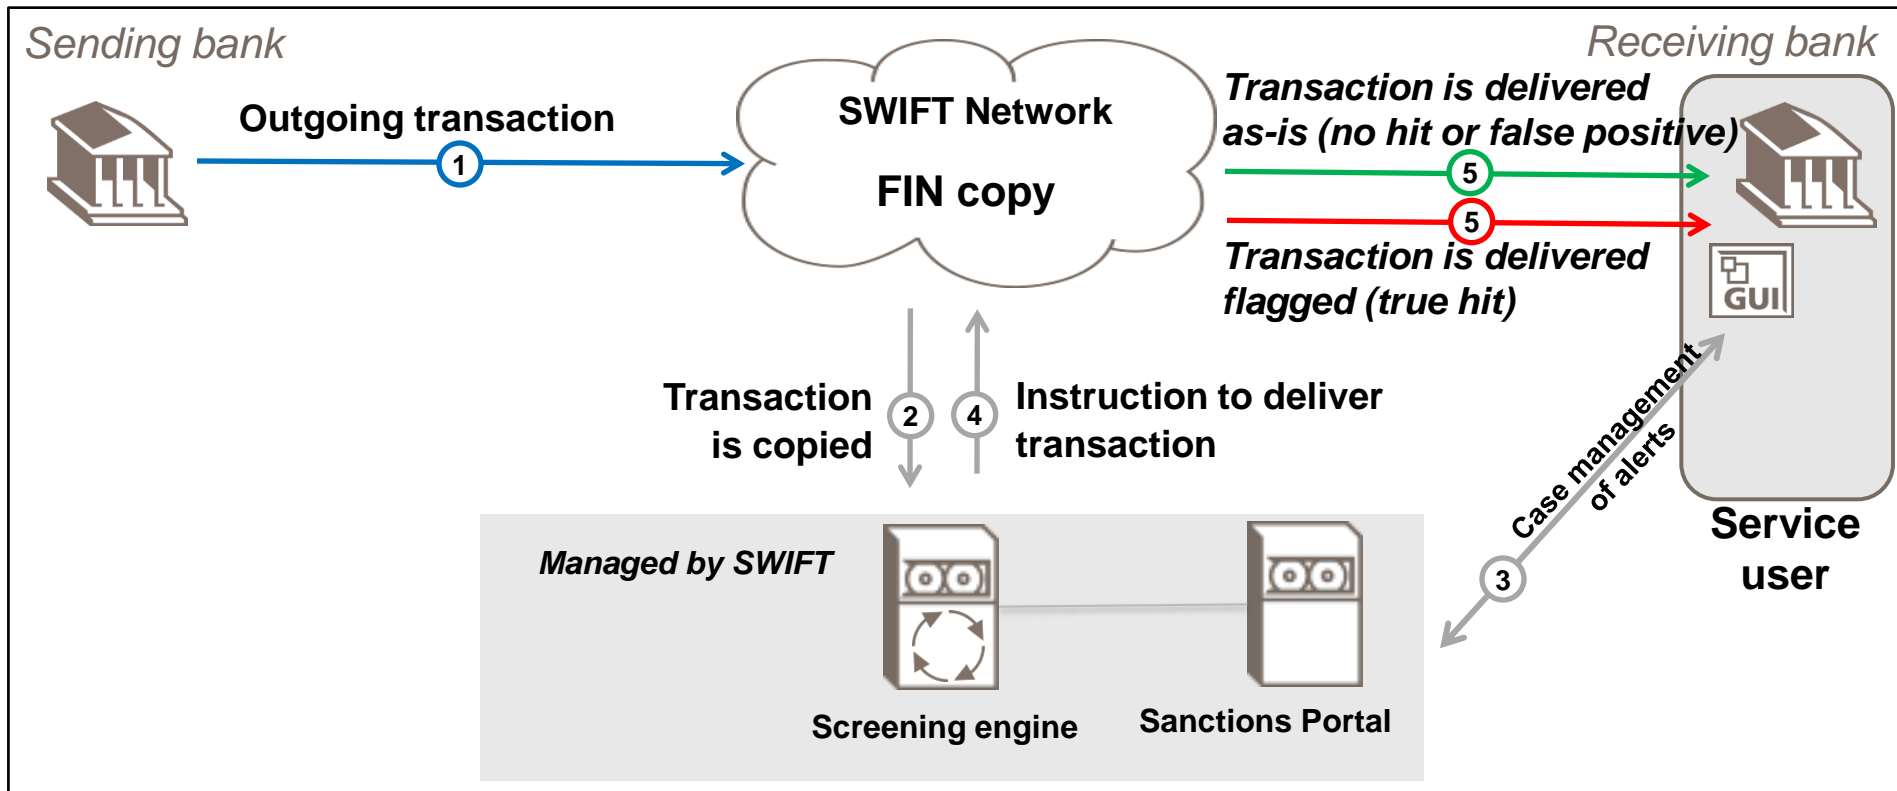 Sending bank
Receiving bank
Outgoing transaction
1
SWIFT Network
FIN copy
Transaction is delivered
as-is (no hit or false positive)
5
5
Transaction is delivered
flagged (true hit)
GUI
Transaction
is copied
2
4
Instruction to deliver
transaction
Case management
of alerts
3
Service
user
Managed by SWIFT
Screening engine
Sanctions Portal